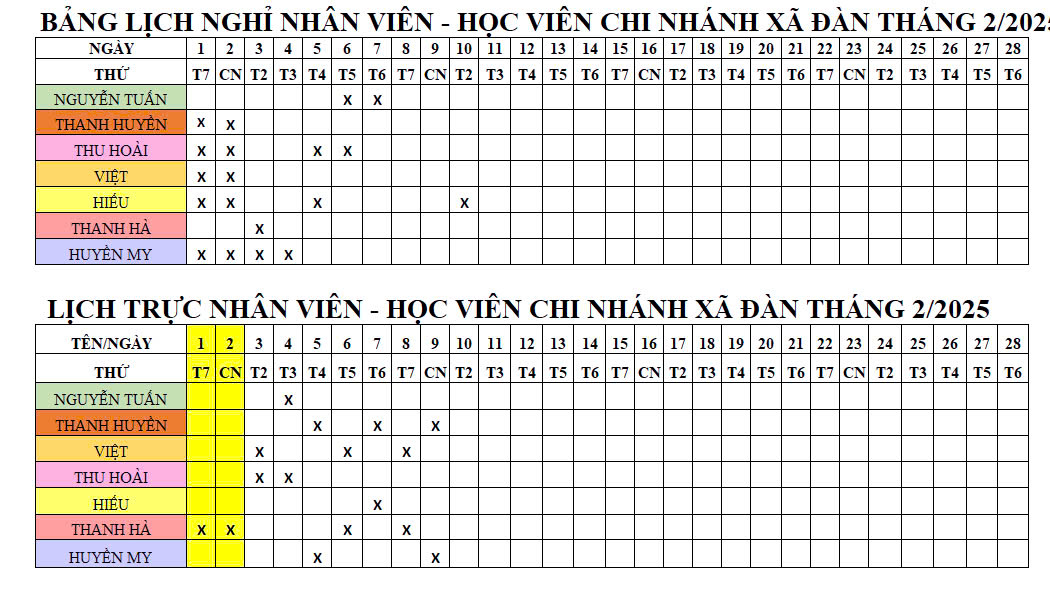 BẢNG LỊCH NGHỈ NHÂN VIÊN - HỌC VIÊN CHI NHÁNH XÃ ĐÀN THÁNG 2/2025
NGÀY 1 2 3 4 5 6 7 8 9 10 11 12 13 14 15 16 17 18 19 20 21 22 23 24 25 26 27 28
THỨ T7 CN T2 T3 T4 T5 T6 T7 CN T2 T3 T4 T5 T6 T7 CN T2 T3 T4 T5 T6 T7 CN T2 T3 T4 T5 T6
NGUYỄN TUẤN X X
THANH HUYỀN X X
THU HOÀI X X X X
VIỆT X X
HIẾU X X X X
THANH HÀ X
HUYỀN MY X X X X
LỊCH TRỰC NHÂN VIÊN - HỌC VIÊN CHI NHÁNH XÃ ĐÀN THÁNG 2/2025
TÊN/NGÀY 1 2 3 4 5 6 7 8 9 10 11 12 13 14 15 16 17 18 19 20 21 22 23 24 25 26 27 28
THỨ T7 CN T2 T3 T4 T5 T6 T7 CN T2 T3 T4 T5 T6 T7 CN T2 T3 T4 T5 T6 T7 CN T2 T3 T4 T5 T6
NGUYỄN TUẤN X
THANH HUYỀN X X X
VIỆT X X X
THU HOÀI X X
HIẾU X
THANH HÀ X X X X
HUYỀN MY X X